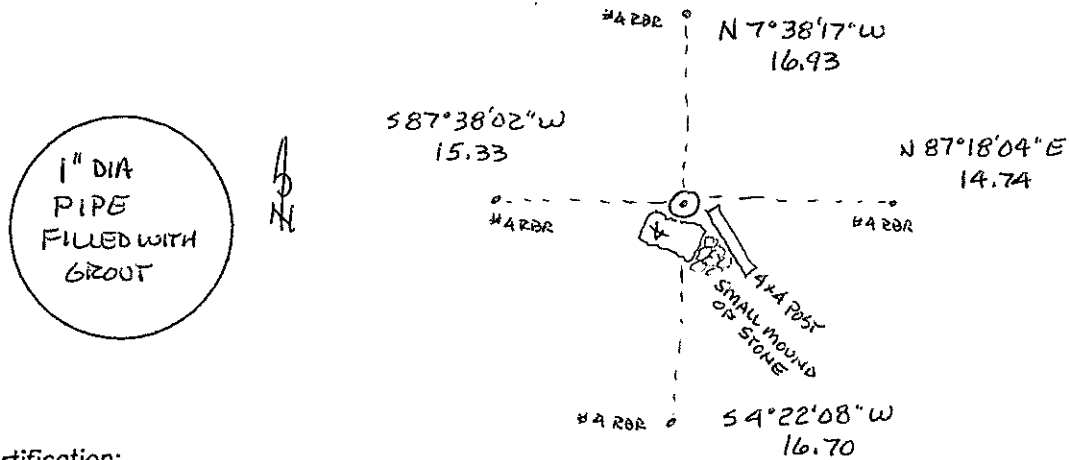 #4 RBR
N 7°38'17" W
16.93
S 87°38'02" W
15.33
N 87°18'04" E
14.74
1" DIA
PIPE
FILLED WITH
GROUT
N
#4 RBR
#4 RBR
4x4 POST
SMALL MOUND
OF STONE
#4 RBR
S 4°22'08" W
16.70
rtification: